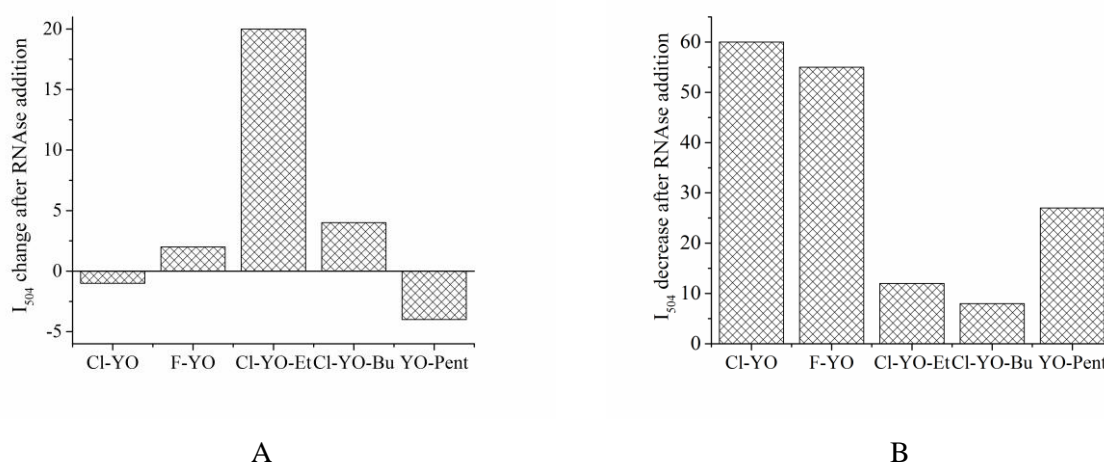 I504 change after RNAse addition
20
15
10
5
0
-5
Cl-YO F-YO Cl-YO-Et Cl-YO-Bu YO-Pent
A
I504 decrease after RNAse addition
60
50
40
30
20
10
0
Cl-YO F-YO Cl-YO-Et Cl-YO-Bu YO-Pent
B